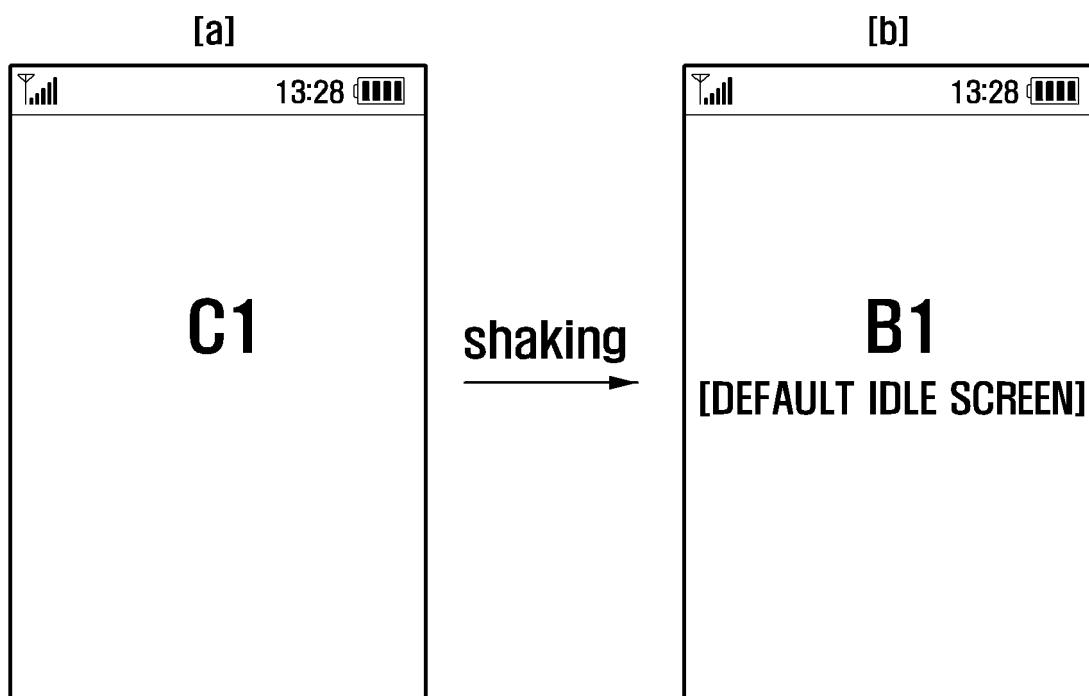 [a]
[b]
13:28
13:28
C1
shaking
B1
[DEFAULT IDLE SCREEN]